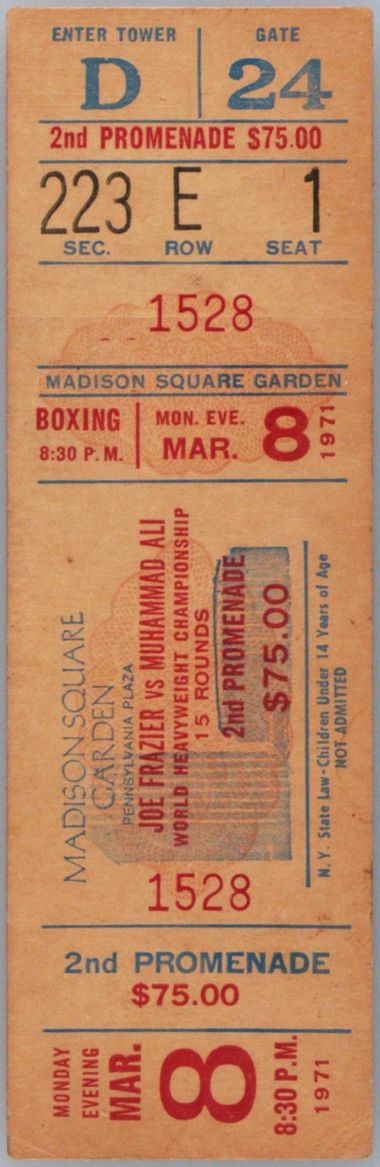 ENTER TOWER
GATE
D
24
2nd PROMENADE $75.00
223 E 1
SEC. ROW SEAT
1528
MADISON SQUARE GARDEN
BOXING
8:30 P.M.
MON. EVE.
MAR. 8
1971
MADISON SQUARE
GARDEN
PENNSYLVANIA PLAZA
JOE FRAZIER VS MUHAMMAD ALI
WORLD HEAVYWEIGHT CHAMPIONSHIP
15 ROUNDS
2nd PROMENADE
$75.00
N.Y. State Law-Children Under 14 Years of Age
NOT ADMITTED
1528
2nd PROMENADE
$75.00
MONDAY
EVENING
MAR.
8
8:30 P.M.
1971